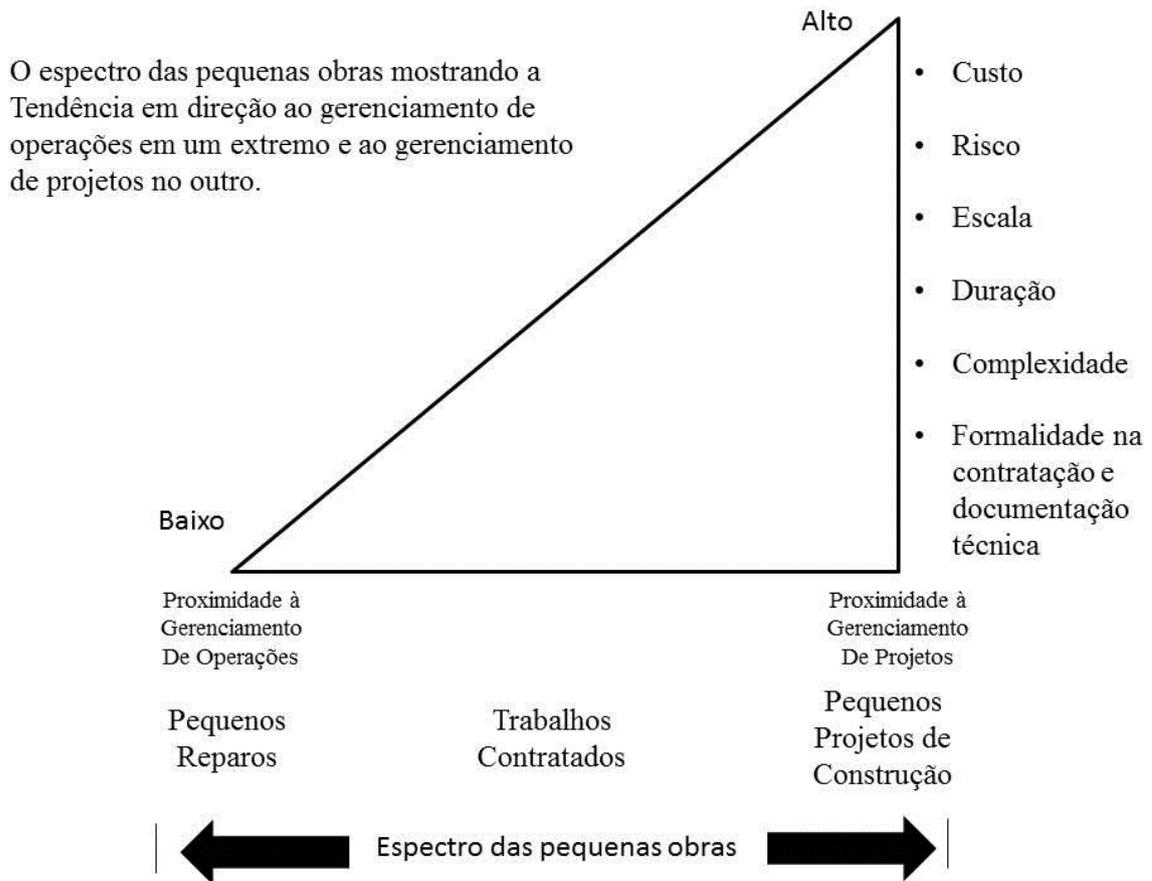 O espectro das pequenas obras mostrando a
Tendência em direção ao gerenciamento de
operações em um extremo e ao gerenciamento
de projetos no outro.
Alto
• Custo
• Risco
• Escala
• Duração
• Complexidade
• Formalidade na
contratação e
documentação
técnica
Baixo
Proximidade à
Gerenciamento
De Operações
Proximidade à
Gerenciamento
De Projetos
Pequenos
Reparos
Trabalhos
Contratados
Pequenos
Projetos de
Construção
Espectro das pequenas obras